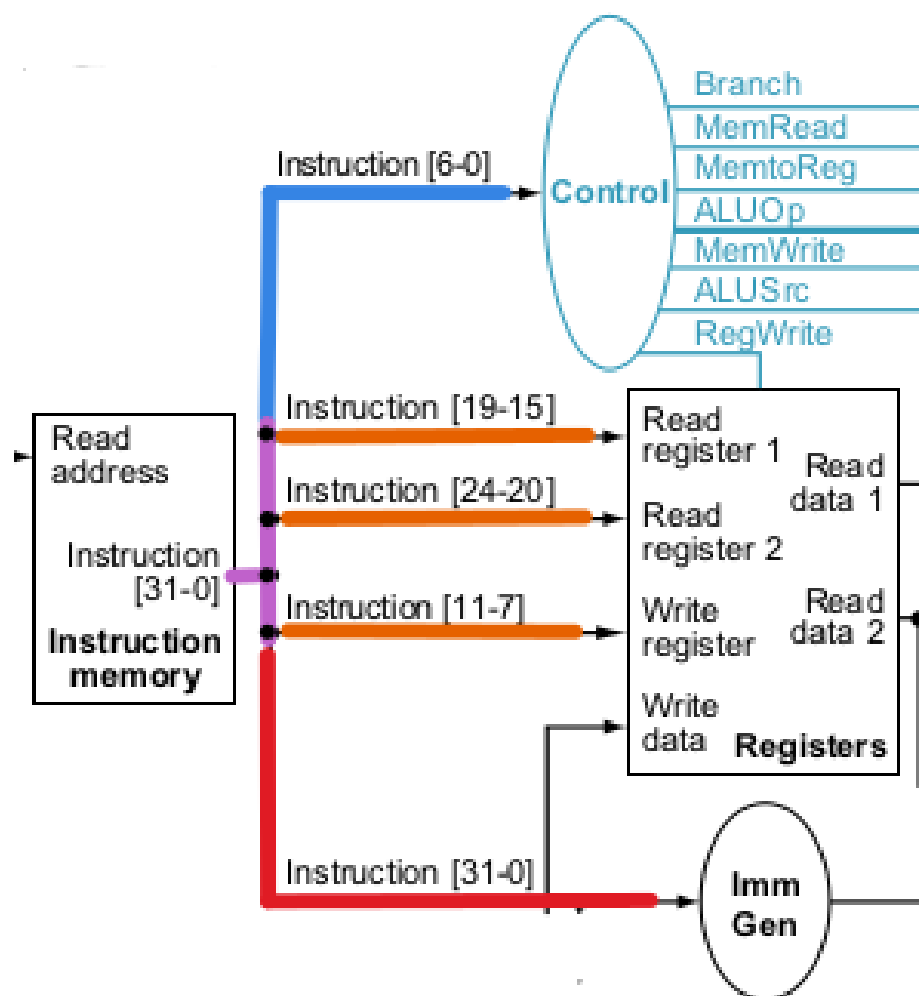 Branch
MemRead
Instruction [6-0]
MemtoReg
Control
ALUOp
MemWrite
ALUSrc
RegWrite
Instruction [19-15]
Read
address
Read
register 1
Read
data 1
Instruction [24-20]
Read
register 2
Instruction
[31-0]
Instruction
memory
Instruction [11-7]
Write
register
Read
data 2
Write
data
Registers
Instruction [31-0]
Imm
Gen